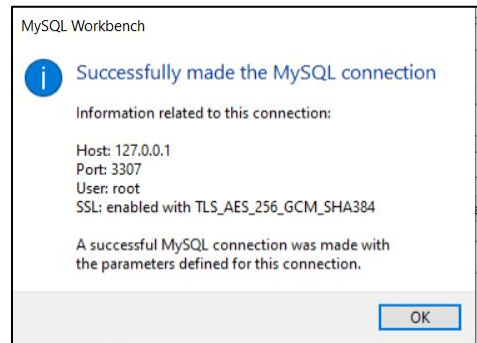 MySQL Workbench
Successfully made the MySQL connection
Information related to this connection:
Host: 127.0.0.1
Port: 3307
User: root
SSL: enabled with TLS_AES_256_GCM_SHA384
A successful MySQL connection was made with
the parameters defined for this connection.
OK